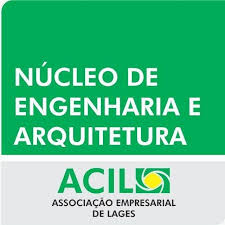 NÚCLEO DE
ENGENHARIA E
ARQUITETURA
ACIL
ASSOCIAÇÃO EMPRESARIAL
DE LAGES